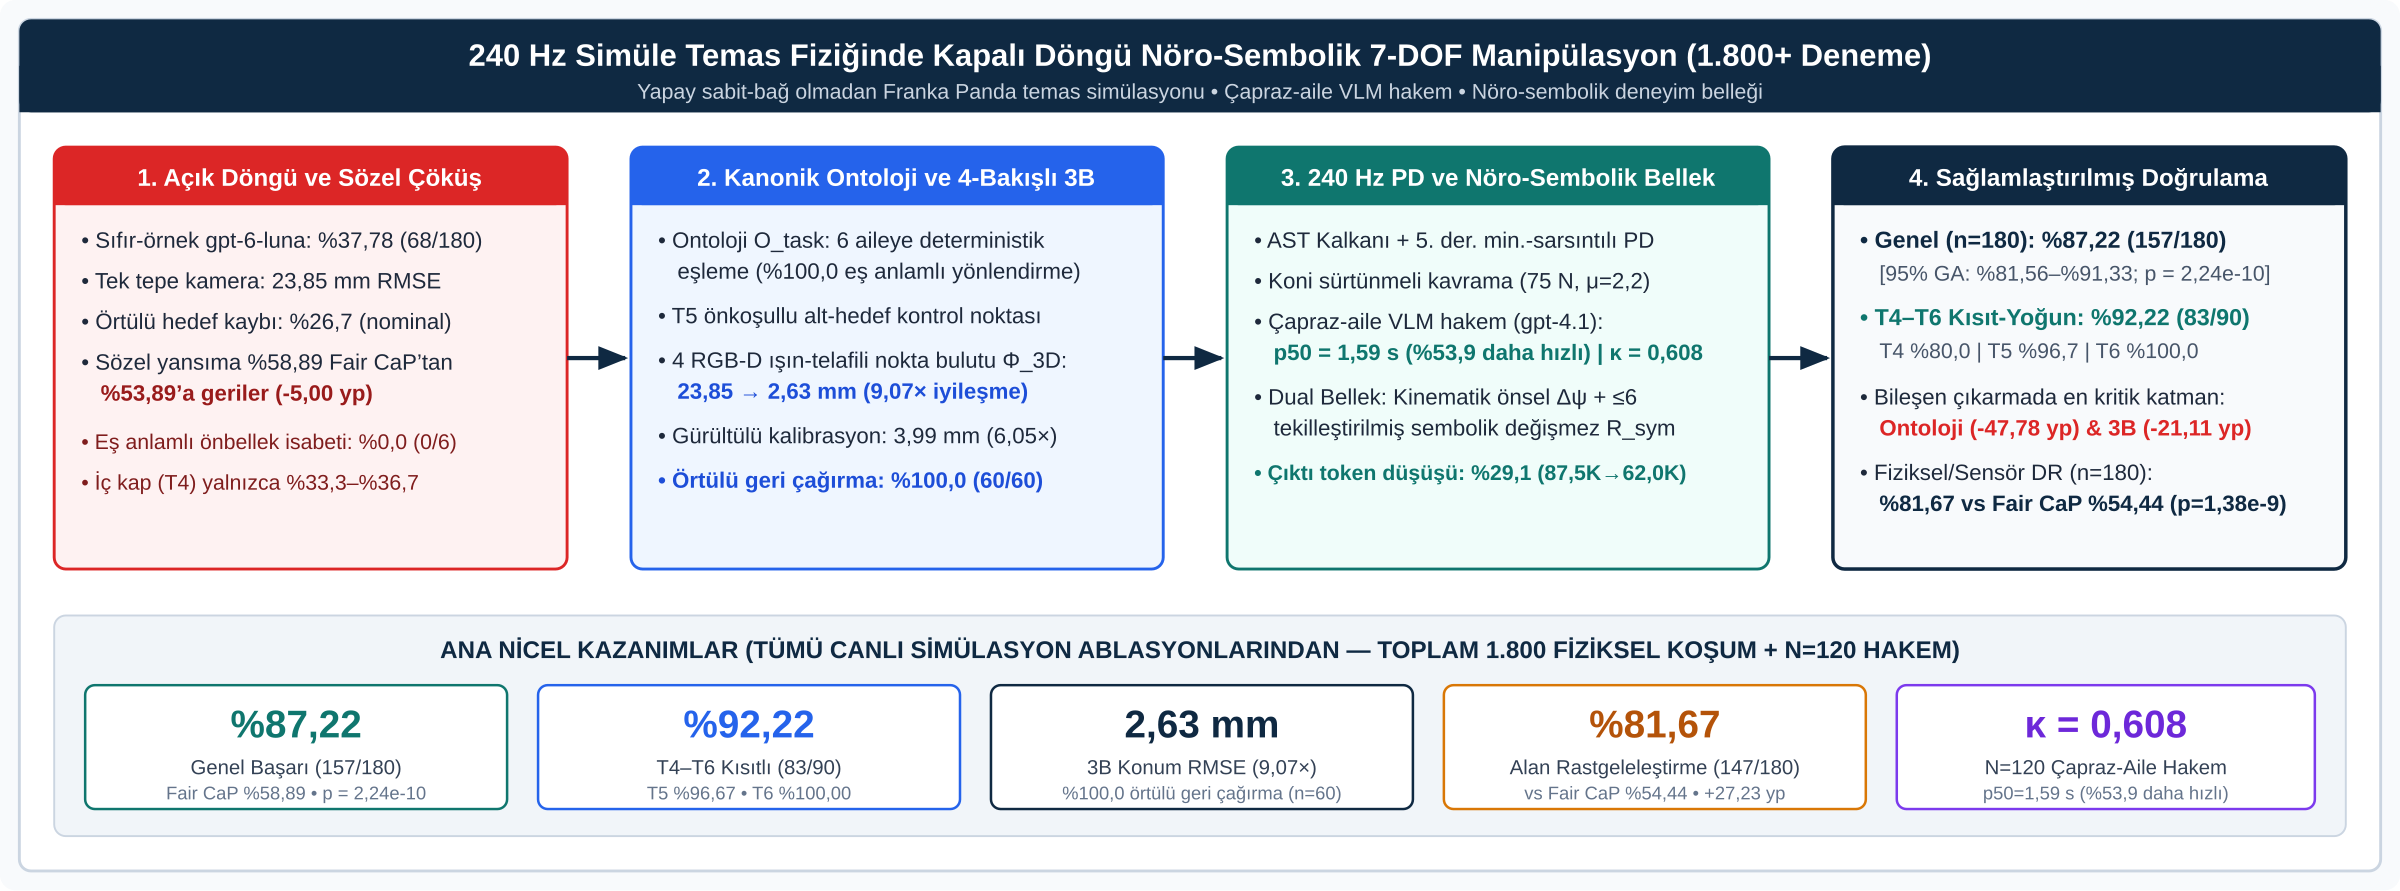 240 Hz Simüle Temas Fiziğinde Kapalı Döngü Nöro-Sembolik 7-DOF Manipülasyon (1.800+ Deneme)
Yapay sabit-bağ olmadan Franka Panda temas simülasyonu • Çapraz-aile VLM hakem • Nöro-sembolik deneyim belleği
1. Açık Döngü ve Sözel Çöküş
• Sıfır-örnek gpt-6-luna: %37,78 (68/180)
• Tek tepe kamera: 23,85 mm RMSE
• Örtülü hedef kaybı: %26,7 (nominal)
• Sözel yansıma %58,89 Fair CaP’tan
%53,89’a geriler (-5,00 yp)
• Eş anlamlı önbellek isabeti: %0,0 (0/6)
• İç kap (T4) yalnızca %33,3–%36,7
2. Kanonik Ontoloji ve 4-Bakışlı 3B
• Ontoloji O_task: 6 aileye deterministik
eşleme (%100,0 eş anlamlı yönlendirme)
• T5 önkoşullu alt-hedef kontrol noktası
• 4 RGB-D ışın-telafili nokta bulutu Φ_3D:
23,85 → 2,63 mm (9,07× iyileşme)
• Gürültülü kalibrasyon: 3,99 mm (6,05×)
• Örtülü geri çağırma: %100,0 (60/60)
3. 240 Hz PD ve Nöro-Sembolik Bellek
• AST Kalkanı + 5. der. min.-sarsıntılı PD
• Koni sürtünmeli kavrama (75 N, μ=2,2)
• Çapraz-aile VLM hakem (gpt-4.1):
p50 = 1,59 s (%53,9 daha hızlı) | κ = 0,608
• Dual Bellek: Kinematik önsel Δψ + ≤6
tekilleştirilmiş sembolik değişmez R_sym
• Çıktı token düşüşü: %29,1 (87,5K→62,0K)
4. Sağlamlaştırılmış Doğrulama
• Genel (n=180): %87,22 (157/180)
[95% GA: %81,56–%91,33; p = 2,24e-10]
• T4–T6 Kısıt-Yoğun: %92,22 (83/90)
T4 %80,0 | T5 %96,7 | T6 %100,0
• Bileşen çıkarmada en kritik katman:
Ontoloji (-47,78 yp) & 3B (-21,11 yp)
• Fiziksel/Sensör DR (n=180):
%81,67 vs Fair CaP %54,44 (p=1,38e-9)
ANA NİCEL KAZANIMLAR (TÜMÜ CANLI SİMÜLASYON ABLASYONLARINDAN — TOPLAM 1.800 FİZİKSEL KOŞUM + N=120 HAKEM)
%87,22
Genel Başarı (157/180)
Fair CaP %58,89 • p = 2,24e-10
%92,22
T4–T6 Kısıtlı (83/90)
T5 %96,67 • T6 %100,00
2,63 mm
3B Konum RMSE (9,07×)
%100,0 örtülü geri çağırma (n=60)
%81,67
Alan Rastgeleleştirme (147/180)
vs Fair CaP %54,44 • +27,23 yp
κ = 0,608
N=120 Çapraz-Aile Hakem
p50=1,59 s (%53,9 daha hızlı)